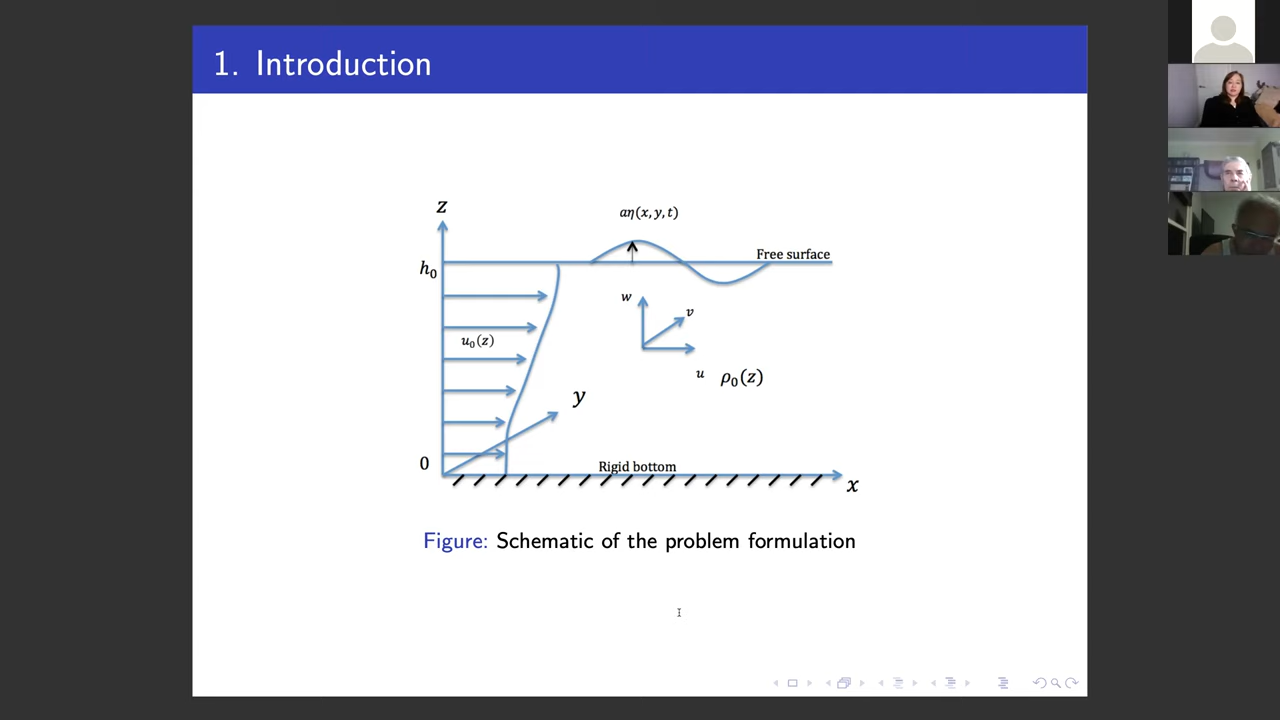 1. Introduction
z
aη(x, y, t)
Free surface
h₀
w
v
u₀(z)
u ρ₀(z)
y
0
Rigid bottom
x
Figure: Schematic of the problem formulation